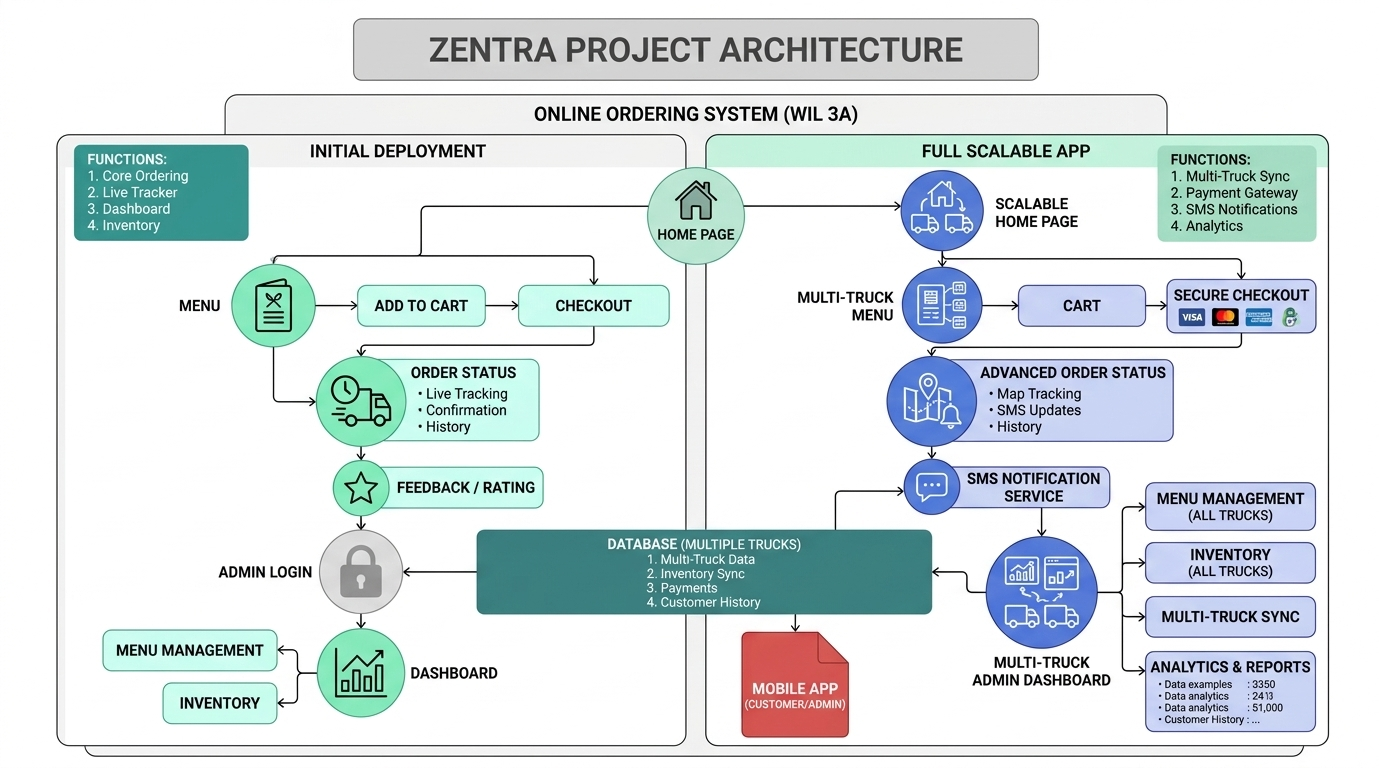 ZENTRA PROJECT ARCHITECTURE
ONLINE ORDERING SYSTEM (WIL 3A)
INITIAL DEPLOYMENT
FUNCTIONS:
1. Core Ordering
2. Live Tracker
3. Dashboard
4. Inventory
HOME PAGE
MENU
ADD TO CART
CHECKOUT
ORDER STATUS
• Live Tracking
• Confirmation
• History
FEEDBACK / RATING
ADMIN LOGIN
DASHBOARD
MENU MANAGEMENT
INVENTORY
DATABASE (MULTIPLE TRUCKS)
1. Multi-Truck Data
2. Inventory Sync
3. Payments
4. Customer History
MOBILE APP
(CUSTOMER/ADMIN)
FULL SCALABLE APP
FUNCTIONS:
1. Multi-Truck Sync
2. Payment Gateway
3. SMS Notifications
4. Analytics
SCALABLE
HOME PAGE
MULTI-TRUCK
MENU
CART
SECURE CHECKOUT
VISA
ADVANCED ORDER STATUS
• Map Tracking
• SMS Updates
• History
SMS NOTIFICATION
SERVICE
MULTI-TRUCK
ADMIN DASHBOARD
MENU MANAGEMENT
(ALL TRUCKS)
INVENTORY
(ALL TRUCKS)
MULTI-TRUCK SYNC
ANALYTICS & REPORTS
• Data examples : 3350
• Data analytics : 2413
• Data analytics : 51,000
• Customer History : ...